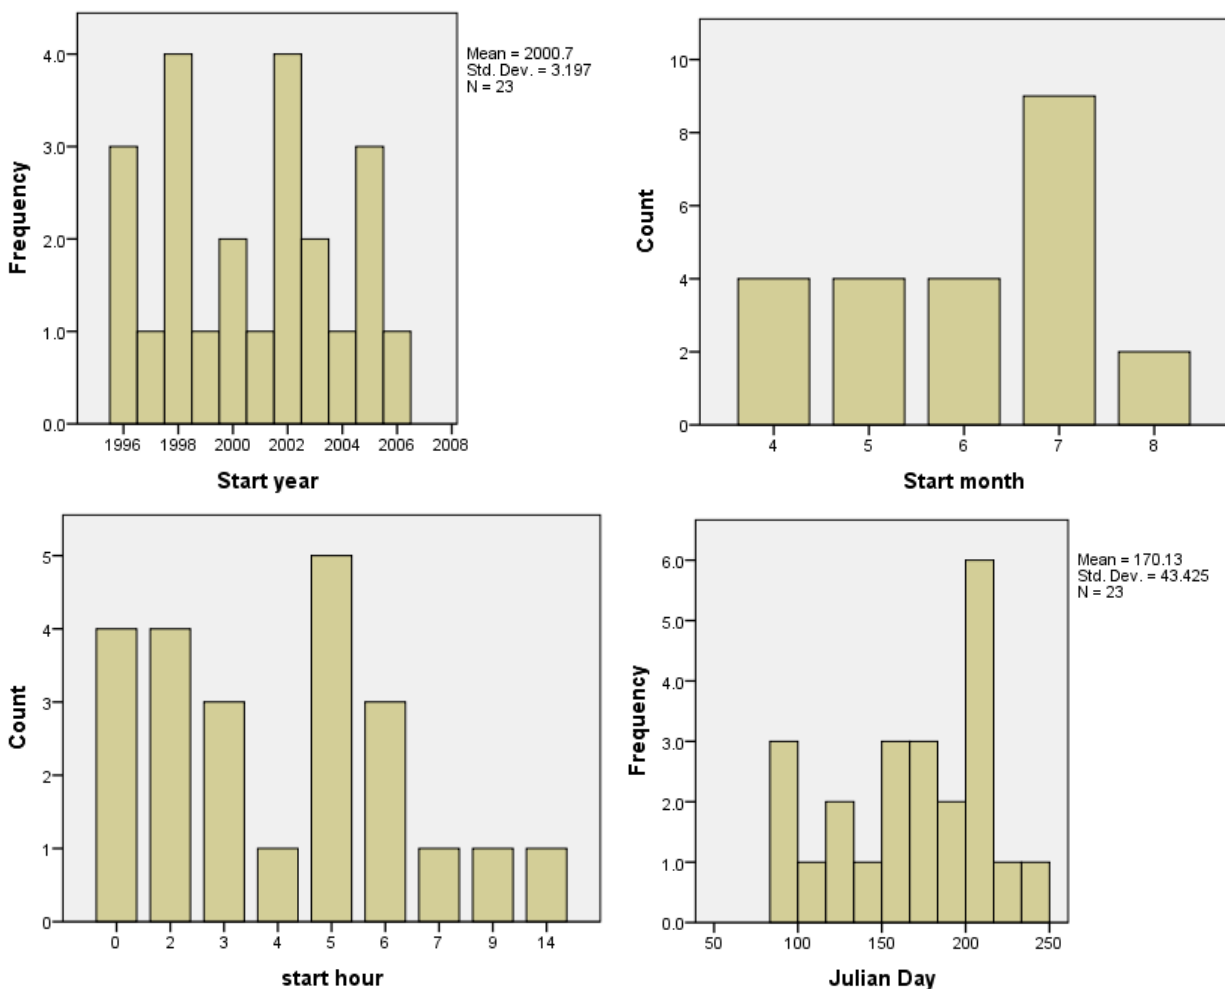 4.0
3.0
2.0
1.0
0.0
Frequency
1996 1998 2000 2002 2004 2006 2008
Start year
Mean = 2000.7
Std. Dev. = 3.197
N = 23
10
8
6
4
2
0
Count
4 5 6 7 8
Start month
5
4
3
2
1
0
Count
0 2 3 4 5 6 7 9 14
start hour
6.0
5.0
4.0
3.0
2.0
1.0
0.0
Frequency
50 100 150 200 250
Julian Day
Mean = 170.13
Std. Dev. = 43.425
N = 23